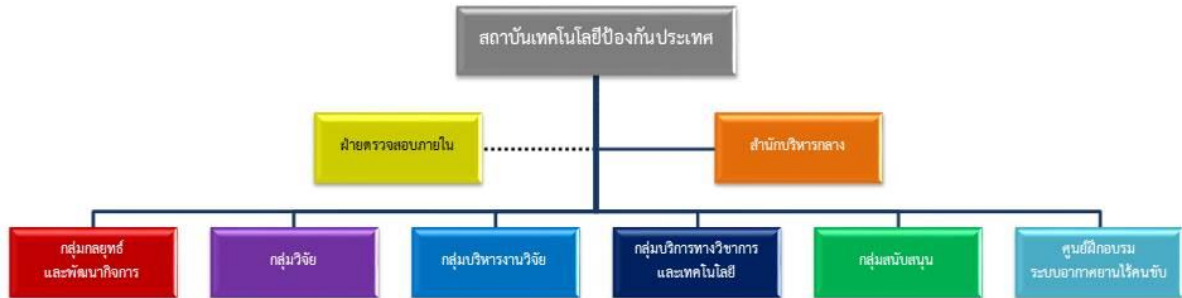 สถาบันเทคโนโลยีป้องกันประเทศ
ฝ่ายตรวจสอบภายใน
สำนักบริหารกลาง
กลุ่มกลยุทธ์
และพัฒนากิจการ
กลุ่มวิจัย
กลุ่มบริหารงานวิจัย
กลุ่มบริการทางวิชาการ
และเทคโนโลยี
กลุ่มสนับสนุน
ศูนย์ฝึกอบรม
ระบบอากาศยานไร้คนขับ